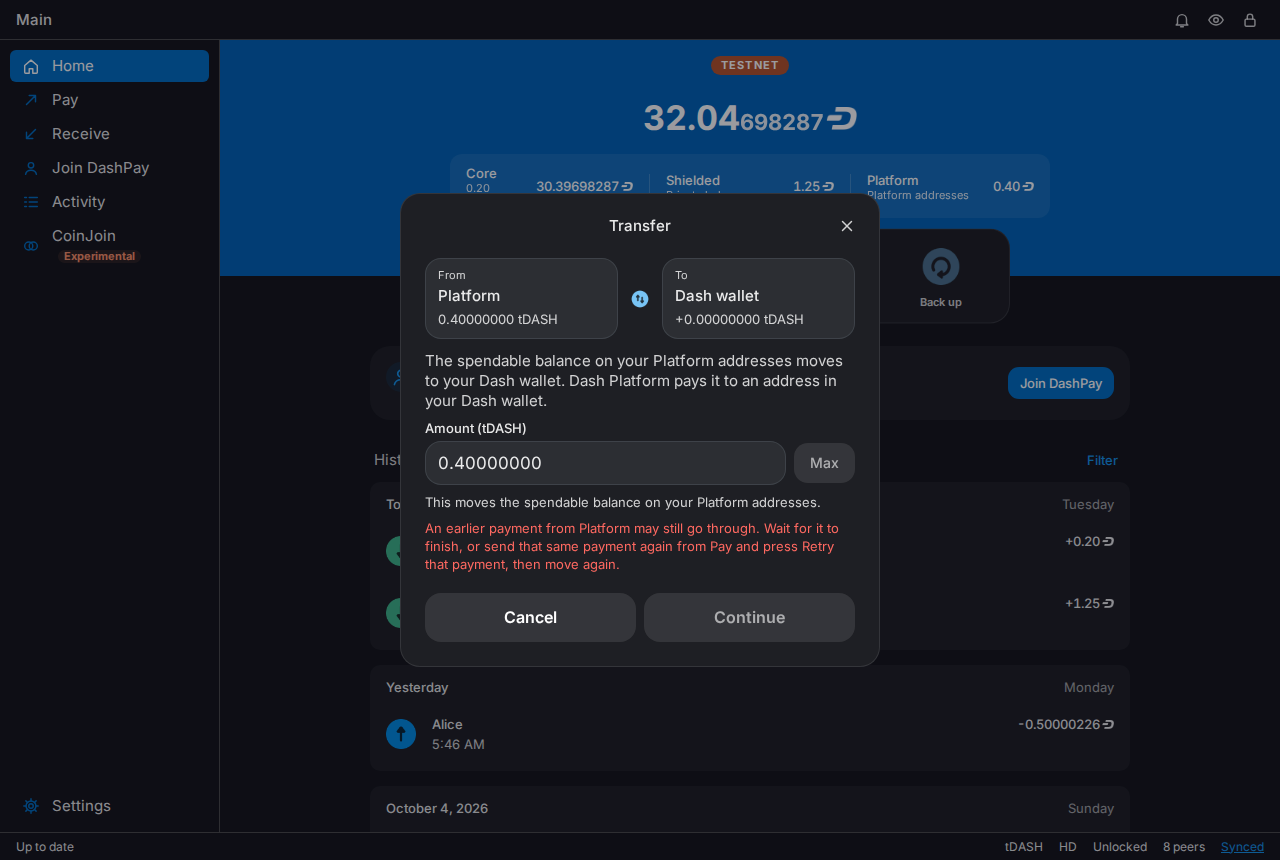 Main
Home
Pay
Receive
Join DashPay
Activity
CoinJoin
Experimental
Settings
TESTNET
32.04698287
Core
0.20
30.39698287
Shielded
1.25
Platform
Platform addresses
0.40
Back up
Join DashPay
Filter
Transfer
From
Platform
0.40000000 tDASH
To
Dash wallet
+0.00000000 tDASH
The spendable balance on your Platform addresses moves
to your Dash wallet. Dash Platform pays it to an address in
your Dash wallet.
Amount (tDASH)
0.40000000
Max
This moves the spendable balance on your Platform addresses.
An earlier payment from Platform may still go through. Wait for it to
finish, or send that same payment again from Pay and press Retry
that payment, then move again.
Cancel
Continue
Tuesday
+0.20
+1.25
Yesterday
Monday
Alice
-0.50000226
5:46 AM
October 4, 2026
Sunday
Up to date
tDASH
HD
Unlocked
8 peers
Synced